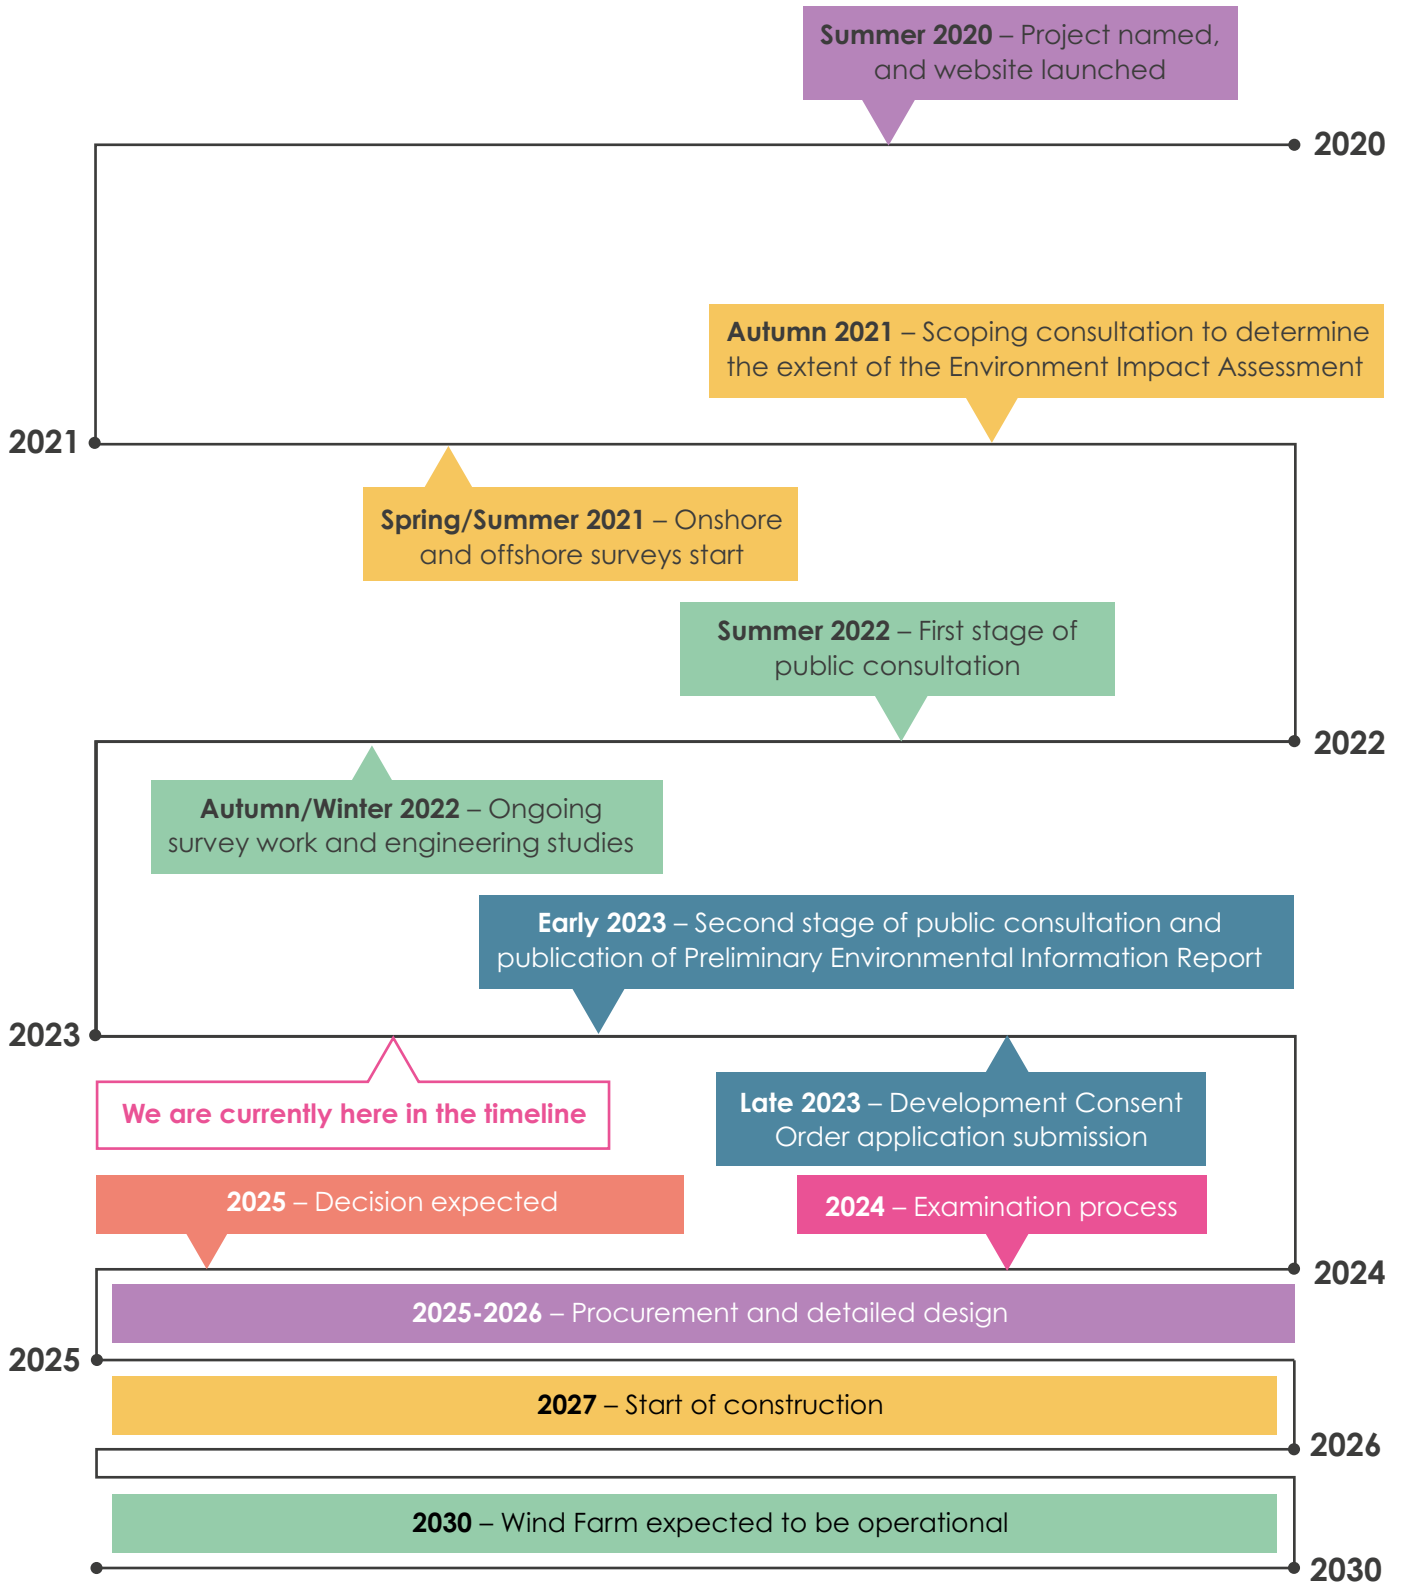 Summer 2020 – Project named,
and website launched
2020
Autumn 2021 – Scoping consultation to determine
the extent of the Environment Impact Assessment
2021
Spring/Summer 2021 – Onshore
and offshore surveys start
Summer 2022 – First stage of
public consultation
2022
Autumn/Winter 2022 – Ongoing
survey work and engineering studies
Early 2023 – Second stage of public consultation and
publication of Preliminary Environmental Information Report
2023
We are currently here in the timeline
Late 2023 – Development Consent
Order application submission
2025 – Decision expected
2024 – Examination process
2024
2025-2026 – Procurement and detailed design
2025
2027 – Start of construction
2026
2030 – Wind Farm expected to be operational
2030